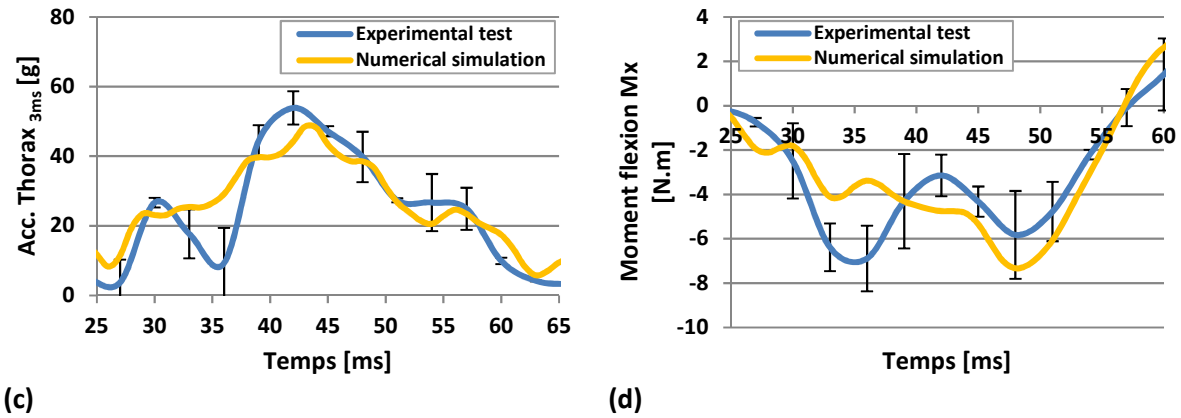 80
60
40
20
0
25 30 35 40 45 50 55 60 65
Acc. Thorax 3ms [g]
Temps [ms]
Experimental test
Numerical simulation
(c)
4
2
0
-2
-4
-6
-8
-10
25 30 35 40 45 50 55 60
Moment flexion Mx
[N.m]
Temps [ms]
Experimental test
Numerical simulation
(d)